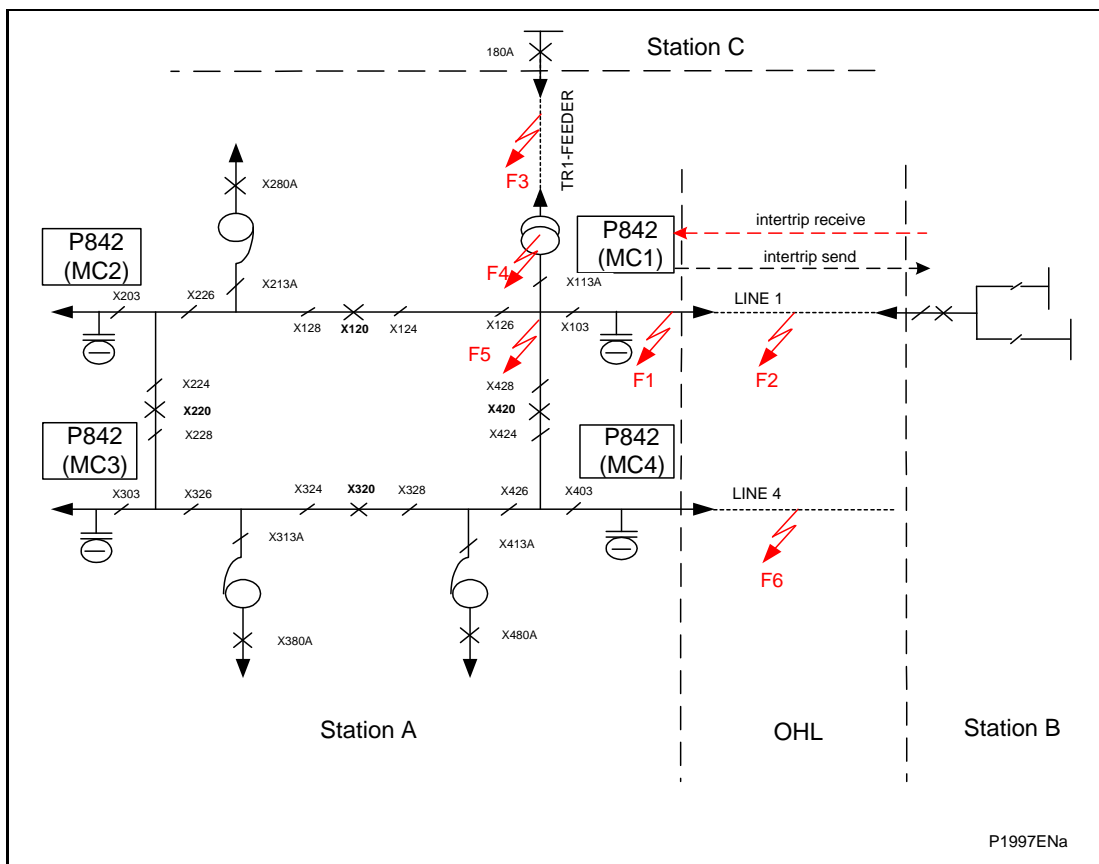 180A
Station C
TR1-FEEDER
F3
X280A
P842
(MC2)
P842
(MC1)
intertrip receive
intertrip send
F4
X213A
X113A
X203
X226
X128
X120
X124
X126
X103
LINE 1
F5
F1
F2
X224
X220
X228
X428
X420
X424
P842
(MC3)
P842
(MC4)
X303
X326
X324
X320
X328
X426
X403
LINE 4
X313A
X413A
F6
X380A
X480A
Station A
OHL
Station B
P1997ENa